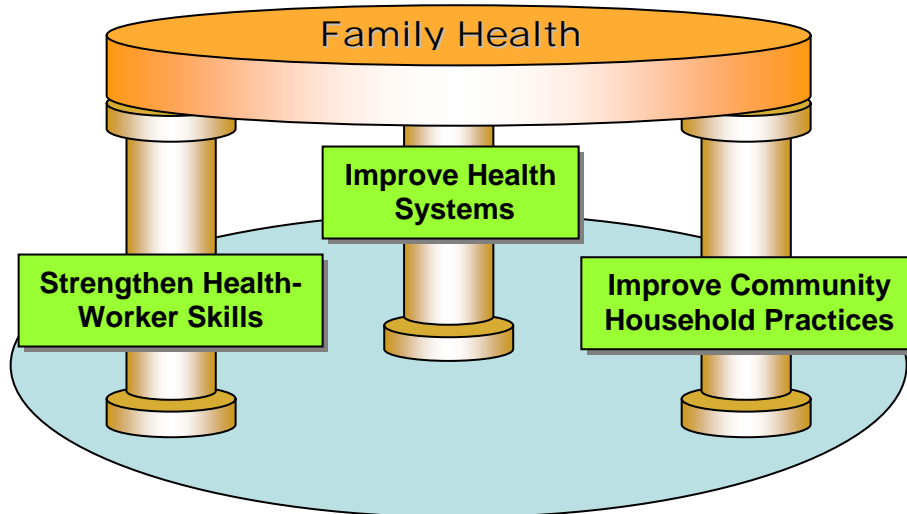 Family Health
Improve Health
Systems
Strengthen Health-
Worker Skills
Improve Community
Household Practices